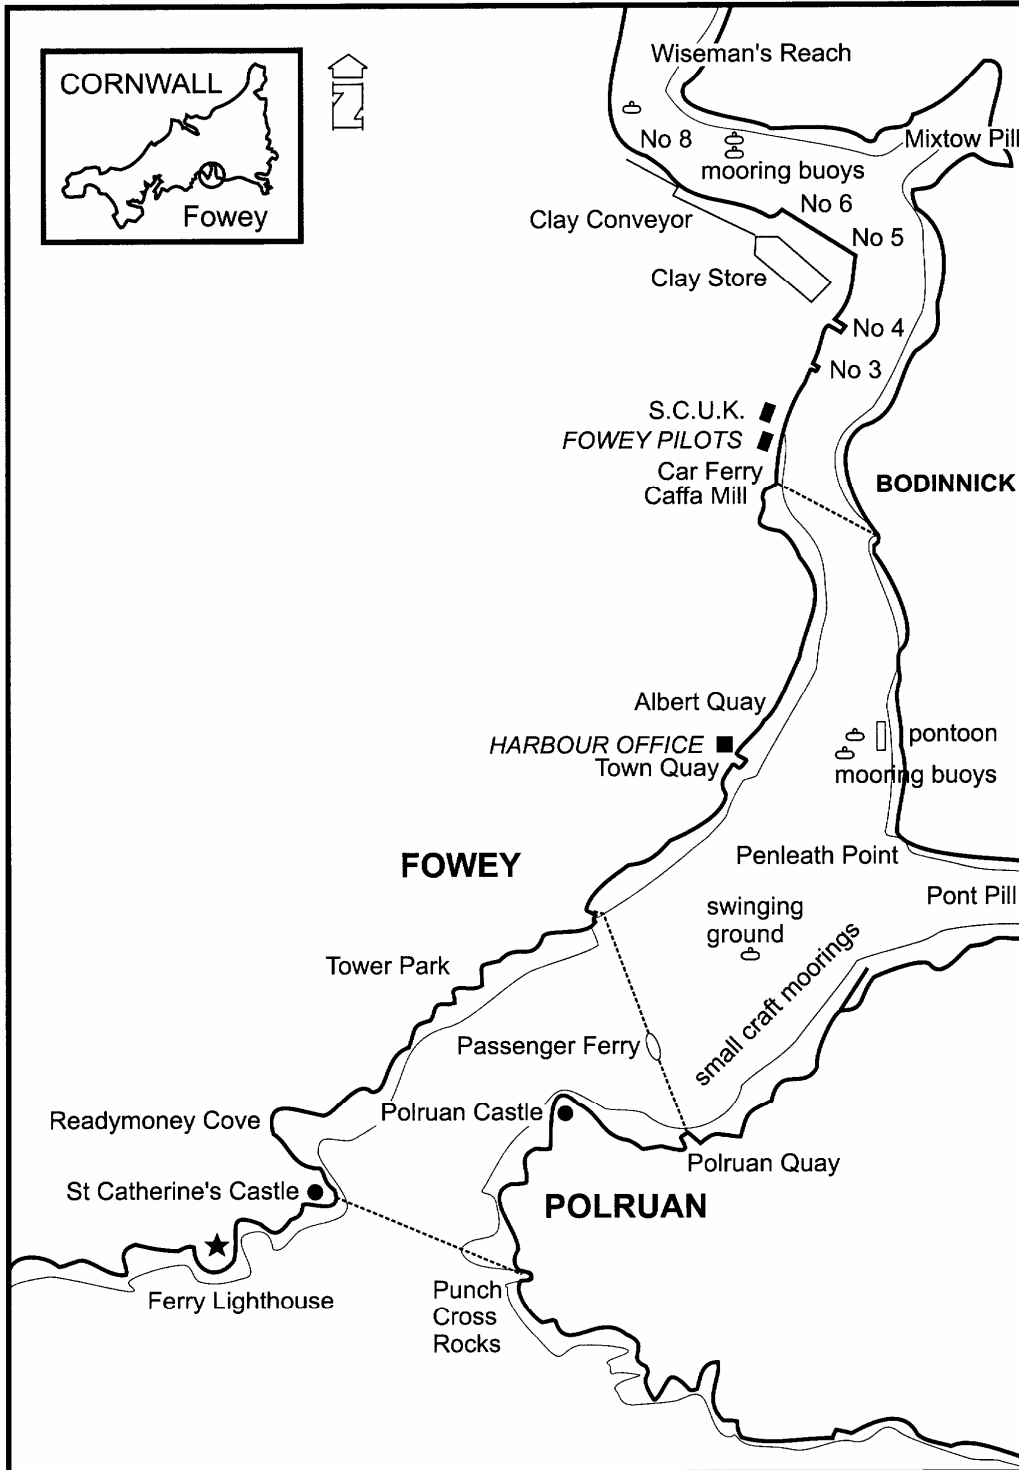 CORNWALL
Fowey
N
Wiseman's Reach
No 8
Mixtow Pill
mooring buoys
No 6
Clay Conveyor
No 5
Clay Store
No 4
No 3
S.C.U.K.
FOWEY PILOTS
Car Ferry
Caffa Mill
BODINNICK
Albert Quay
HARBOUR OFFICE
Town Quay
pontoon
mooring buoys
FOWEY
Penleath Point
Pont Pill
swinging
ground
small craft moorings
Tower Park
Passenger Ferry
Readymoney Cove
Polruan Castle
Polruan Quay
St Catherine's Castle
POLRUAN
Ferry Lighthouse
Punch
Cross
Rocks